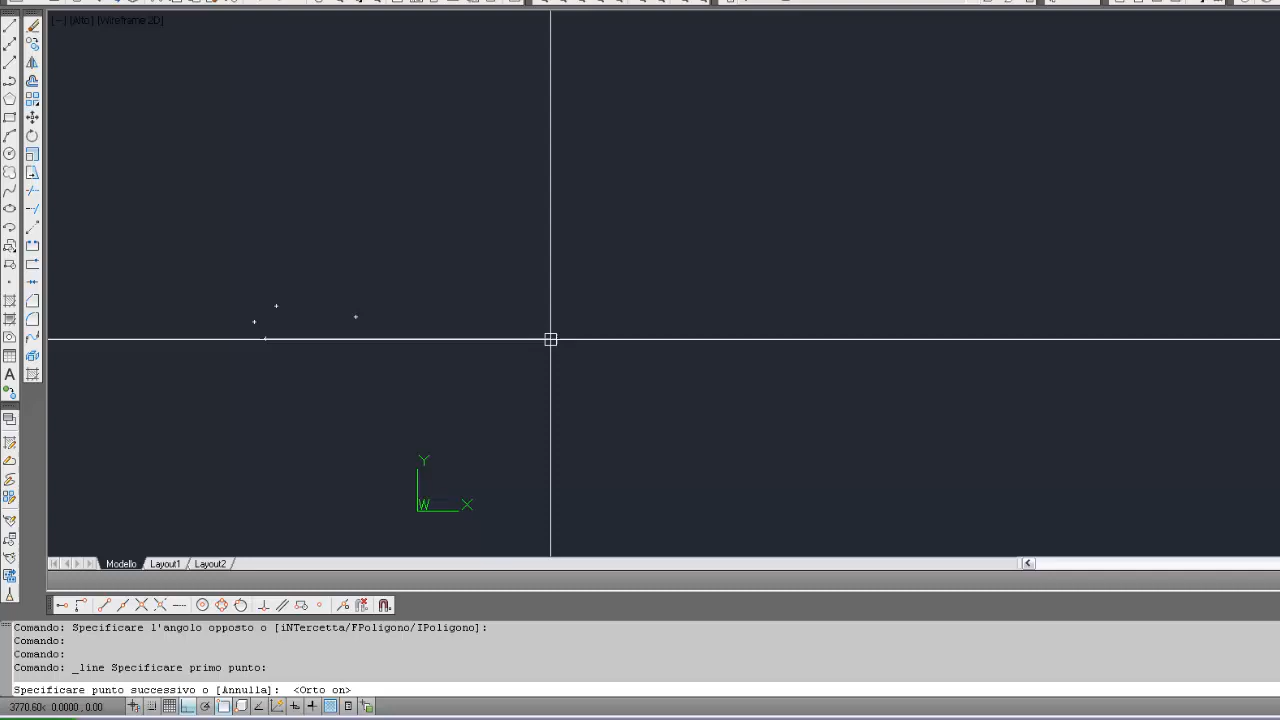 [−] [Alto] [Wireframe 2D]
Y
W
X
A
Modello
Layout1
Layout2
Comando: Specificare l'angolo opposto o [iNTercetta/FPoligono/IPoligono]:
Comando:
Comando:
Comando: _line Specificare primo punto:
Specificare punto successivo o [Annulla]:  <Orto on>
3770.60< 0.0000 , 0.00